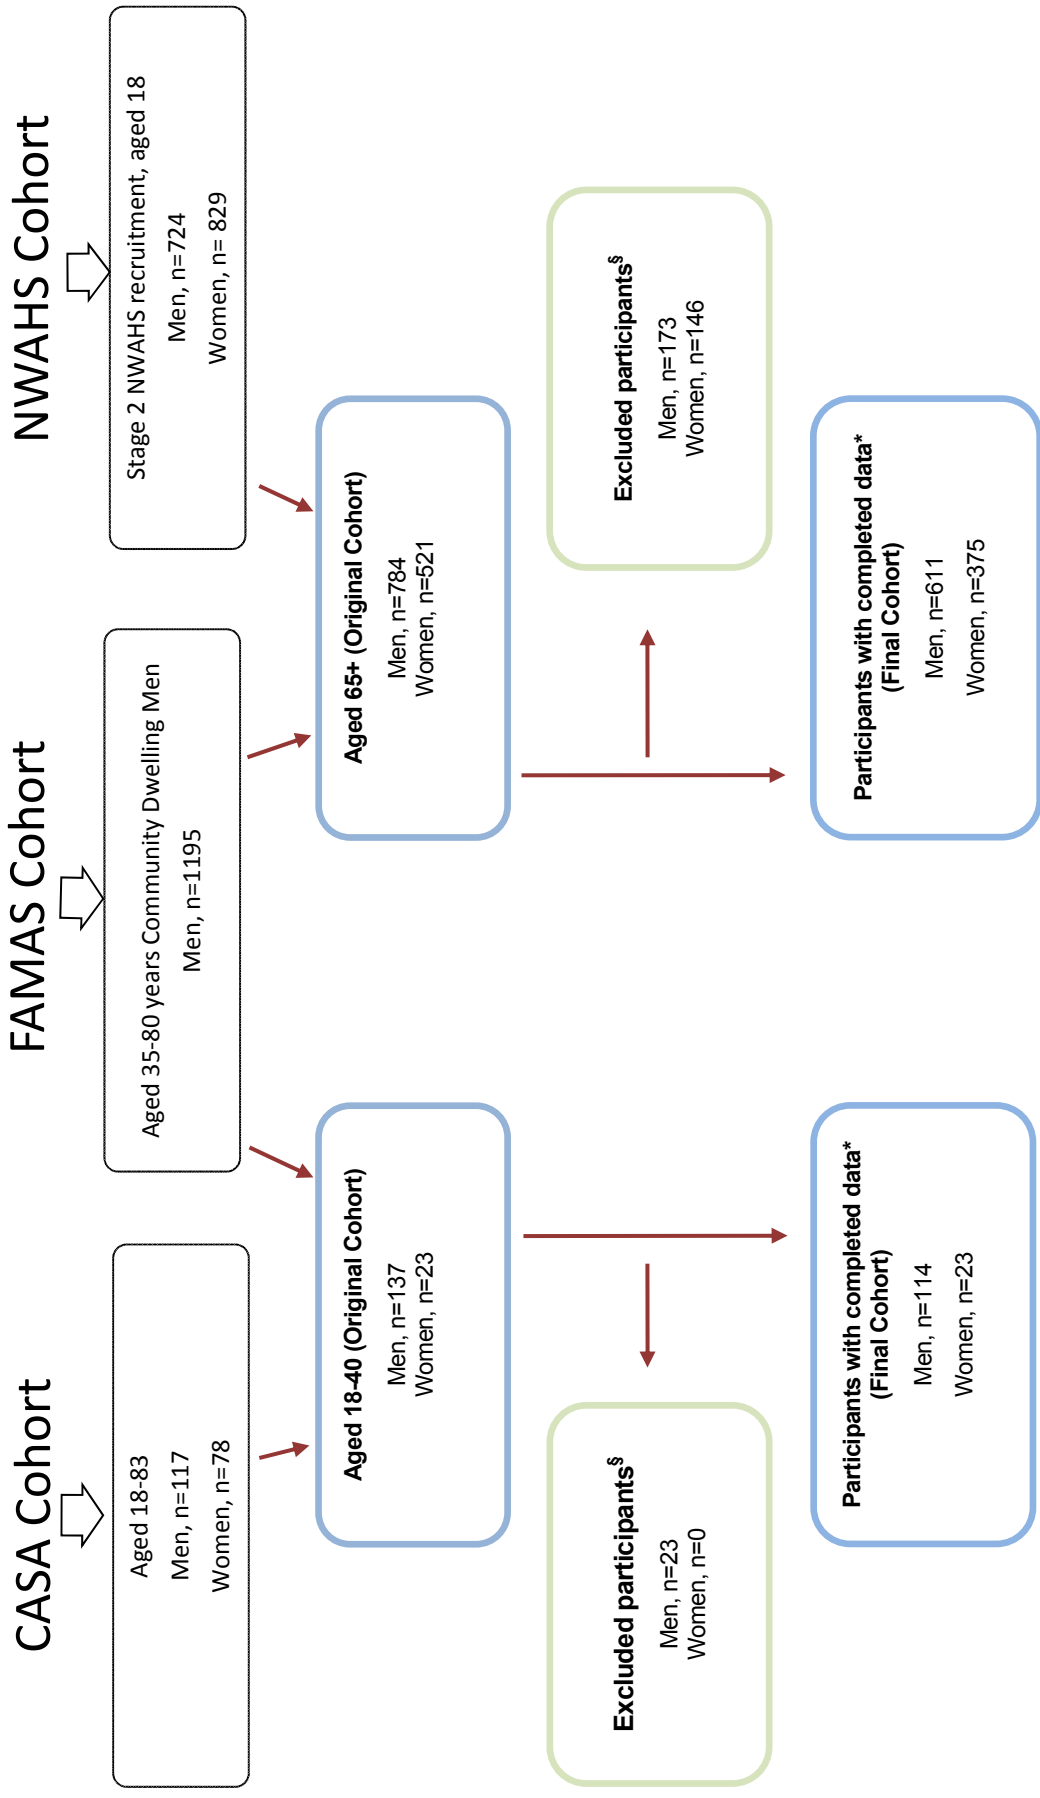 CASA Cohort
FAMAS Cohort
NWAHS Cohort
Aged 18-83
Men, n=117
Women, n=78
Aged 35-80 years Community Dwelling Men
Men, n=1195
Stage 2 NWAHS recruitment, aged 18
Men, n=724
Women, n= 829
Aged 18-40 (Original Cohort)
Men, n=137
Women, n=23
Aged 65+ (Original Cohort)
Men, n=784
Women, n=521
Excluded participants§
Men, n=23
Women, n=0
Excluded participants§
Men, n=173
Women, n=146
Participants with completed data*
(Final Cohort)
Men, n=114
Women, n=23
Participants with completed data*
(Final Cohort)
Men, n=611
Women, n=375